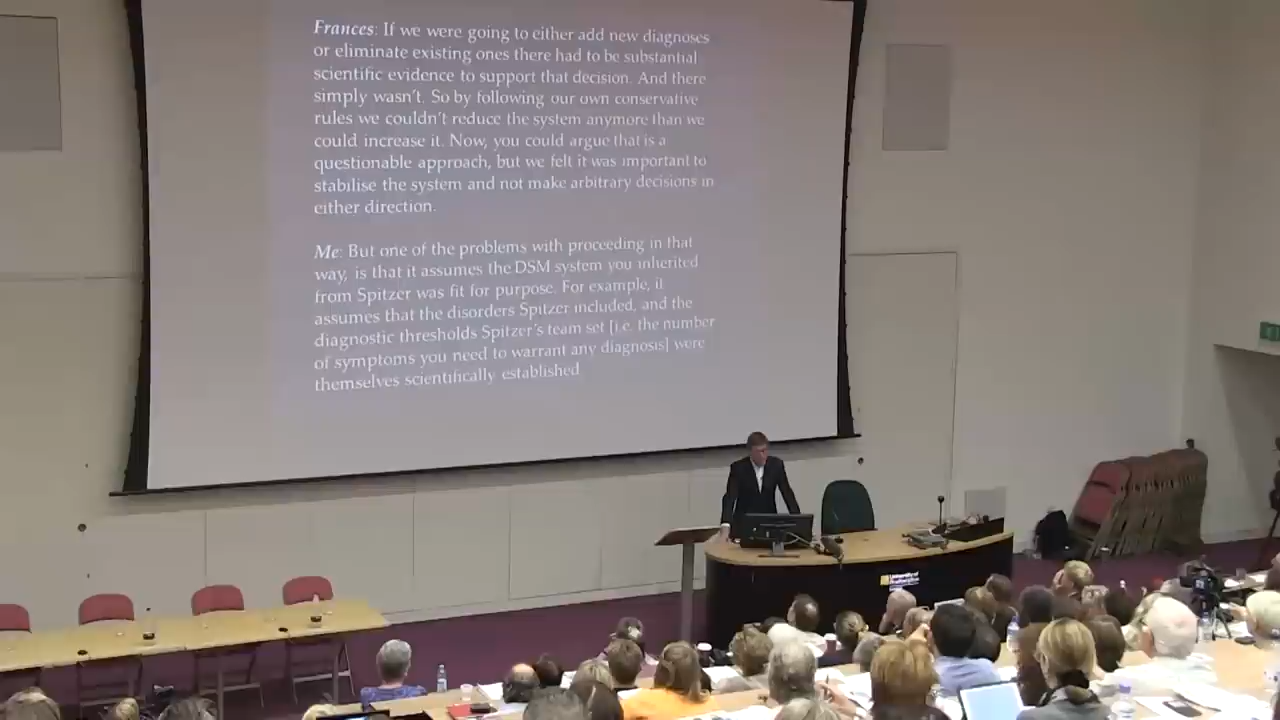 Frances: If we were going to either add new diagnoses
or eliminate existing ones there had to be substantial
scientific evidence to support that decision. And there
simply wasn't. So by following our own conservative
rules we couldn't reduce the system anymore than we
could increase it. Now, you could argue that is a
questionable approach, but we felt it was important to
stabilise the system and not make arbitrary decisions in
either direction.
Me: But one of the problems with proceeding in that
way, is that it assumes the DSM system you inherited
from Spitzer was fit for purpose. For example, it
assumes that the disorders Spitzer included, and the
diagnostic thresholds Spitzer's team set [i.e. the number
of symptoms you need to warrant any diagnosis] were
themselves scientifically established
University of